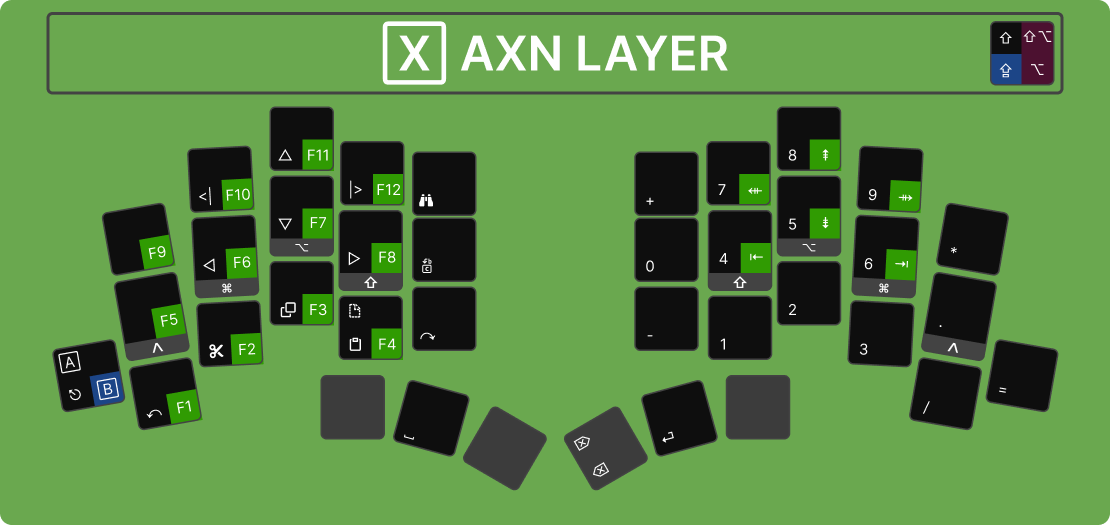 X AXN LAYER
⇧ ⇧⌥
⌥
F11
8
F12
7
<| F10
|>
9
+
F9
F7
5
*
⌥
⌥
F6
F8
0
4
6
⌘
⇧
⇧
⌘
F5
.
^
^
F3
2
F2
F4
-
1
3
A
B
F1
/
=